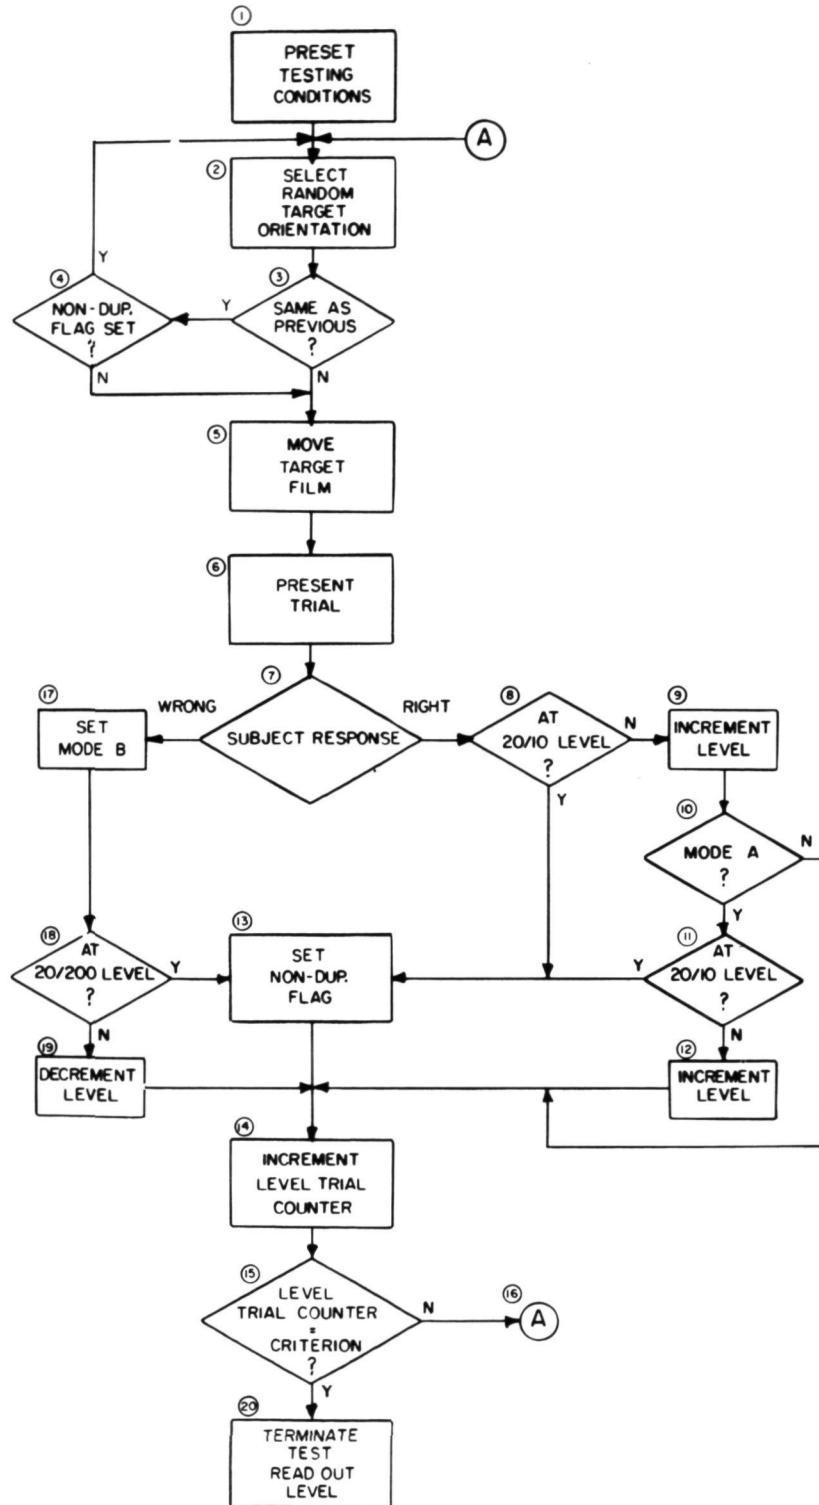 ①
PRESET
TESTING
CONDITIONS
A
②
SELECT
RANDOM
TARGET
ORIENTATION
Y
④
NON-DUP.
FLAG SET
?
N
Y
③
SAME AS
PREVIOUS
?
N
⑤
MOVE
TARGET
FILM
⑥
PRESENT
TRIAL
⑦
SUBJECT RESPONSE
WRONG
RIGHT
⑰
SET
MODE B
⑧
AT
20/10 LEVEL
?
N
Y
⑨
INCREMENT
LEVEL
⑩
MODE A
?
N
Y
⑪
AT
20/10 LEVEL
?
Y
N
⑫
INCREMENT
LEVEL
⑱
AT
20/200 LEVEL
?
Y
N
⑬
SET
NON-DUP.
FLAG
⑲
DECREMENT
LEVEL
⑭
INCREMENT
LEVEL TRIAL
COUNTER
⑮
LEVEL
TRIAL COUNTER
=
CRITERION
?
N
⑯
A
Y
⑳
TERMINATE
TEST
READ OUT
LEVEL